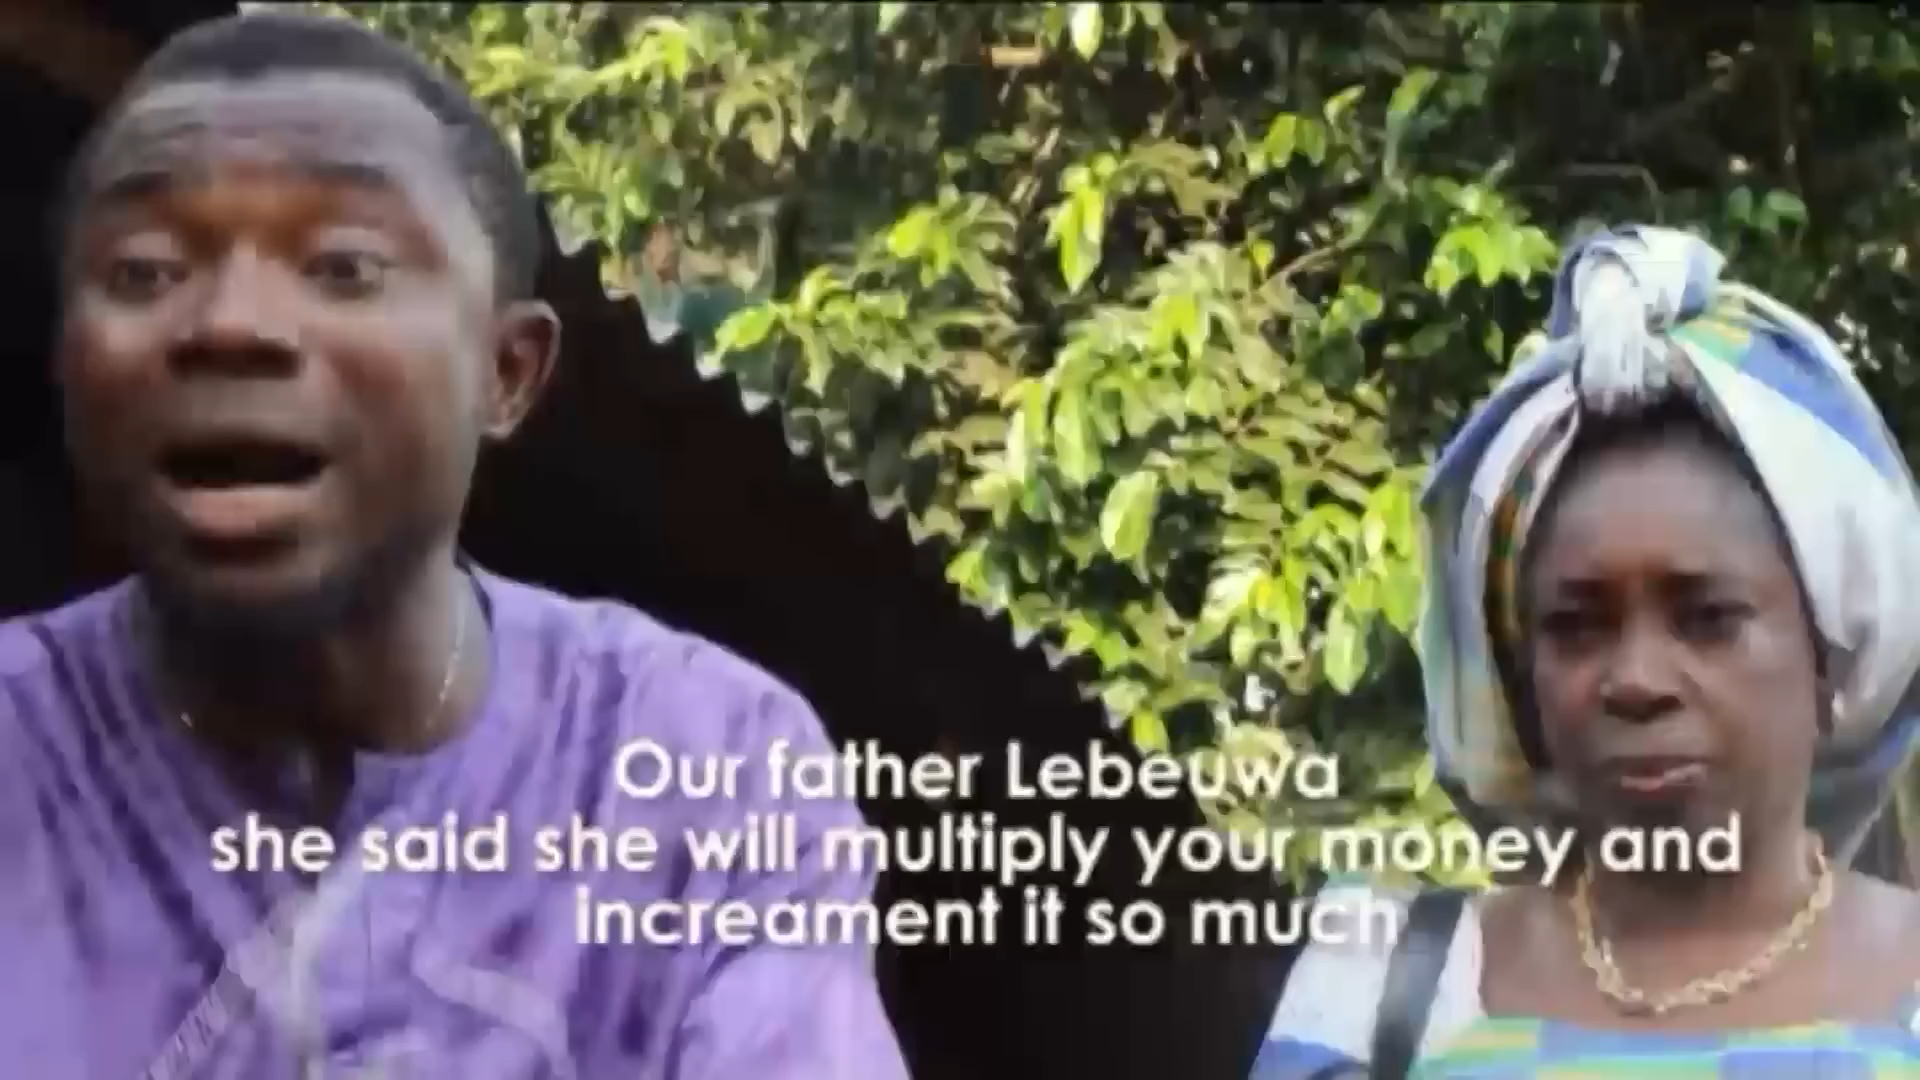 Our father Lebeuwa
she said she will multiply your money and
increament it so much